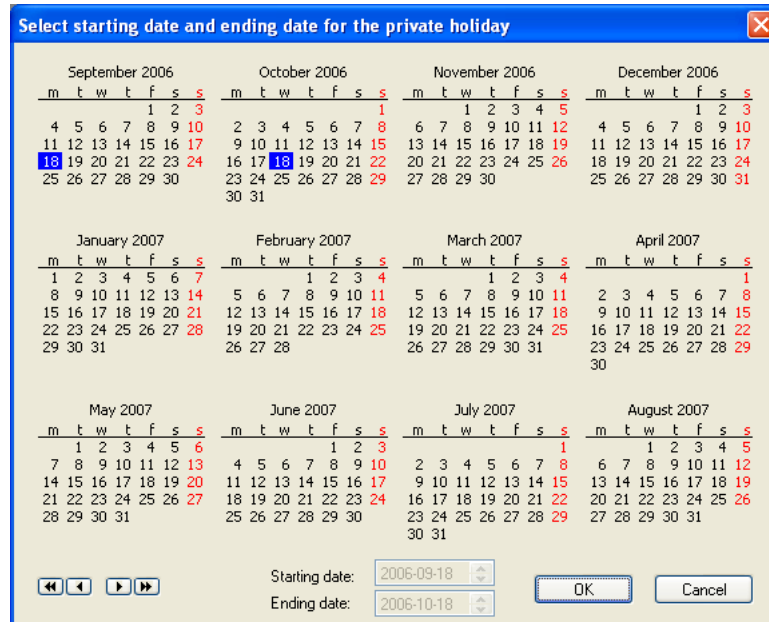 Select starting date and ending date for the private holiday
September 2006 October 2006 November 2006 December 2006
m t w t f s s m t w t f s s m t w t f s s m t w t f s s
1 2 3 1 1 2 3 4 5 1 2 3
4 5 6 7 8 9 10 2 3 4 5 6 7 8 6 7 8 9 10 11 12 4 5 6 7 8 9 10
11 12 13 14 15 16 17 9 10 11 12 13 14 15 13 14 15 16 17 18 19 11 12 13 14 15 16 17
18 19 20 21 22 23 24 16 17 18 19 20 21 22 20 21 22 23 24 25 26 18 19 20 21 22 23 24
25 26 27 28 29 30 23 24 25 26 27 28 29 27 28 29 30 25 26 27 28 29 30 31
30 31
January 2007 February 2007 March 2007 April 2007
m t w t f s s m t w t f s s m t w t f s s m t w t f s s
1 2 3 4 5 6 7 1 2 3 4 1 2 3 4 1
8 9 10 11 12 13 14 5 6 7 8 9 10 11 5 6 7 8 9 10 11 2 3 4 5 6 7 8
15 16 17 18 19 20 21 12 13 14 15 16 17 18 12 13 14 15 16 17 18 9 10 11 12 13 14 15
22 23 24 25 26 27 28 19 20 21 22 23 24 25 19 20 21 22 23 24 25 16 17 18 19 20 21 22
29 30 31 26 27 28 26 27 28 29 30 31 23 24 25 26 27 28 29
30
May 2007 June 2007 July 2007 August 2007
m t w t f s s m t w t f s s m t w t f s s m t w t f s s
1 2 3 4 5 6 1 2 3 1 1 2 3 4 5
7 8 9 10 11 12 13 4 5 6 7 8 9 10 2 3 4 5 6 7 8 6 7 8 9 10 11 12
14 15 16 17 18 19 20 11 12 13 14 15 16 17 9 10 11 12 13 14 15 13 14 15 16 17 18 19
21 22 23 24 25 26 27 18 19 20 21 22 23 24 16 17 18 19 20 21 22 20 21 22 23 24 25 26
28 29 30 31 25 26 27 28 29 30 23 24 25 26 27 28 29 27 28 29 30 31
30 31
Starting date: 2006-09-18
OK Cancel
Ending date: 2006-10-18